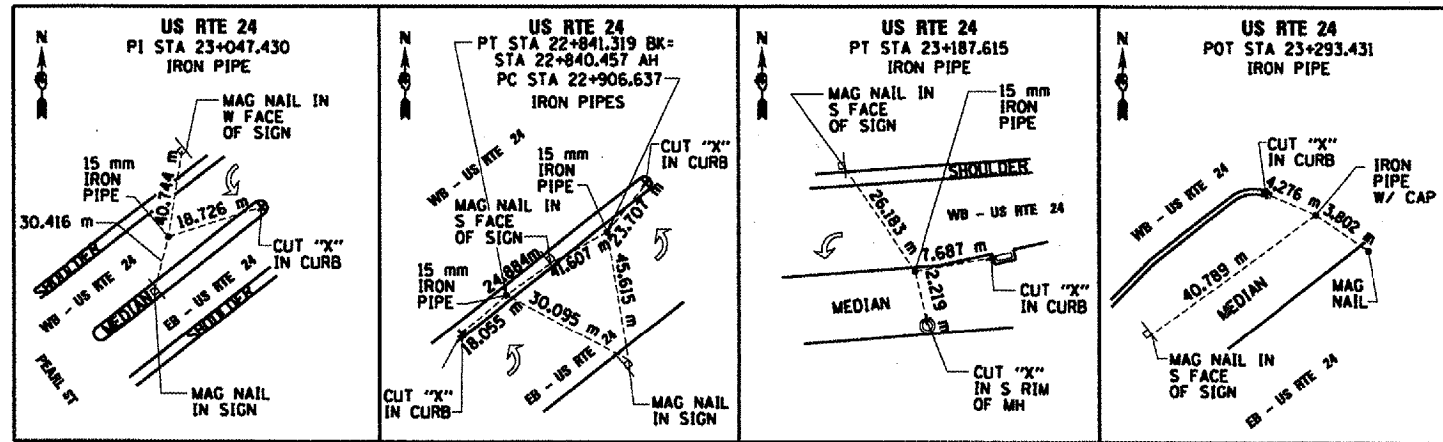 US RTE 24
PI STA 23+047.430
IRON PIPE
N
MAG NAIL IN
W FACE
OF SIGN
15 mm
IRON
PIPE
40.744 m
18.726 m
30.416 m
CUT "X"
IN CURB
SHOULDER
WB - US RTE 24
MEDIAN
EB - US RTE 24
SHOULDER
PEARL ST
MAG NAIL
IN SIGN
US RTE 24
PT STA 22+841.319 BK=
STA 22+840.457 AH
PC STA 22+906.637
IRON PIPES
N
WB - US RTE 24
15 mm
IRON
PIPE
CUT "X"
IN CURB
MAG NAIL IN
S FACE
OF SIGN
23.707 m
24.884m
41.607 m
45.615 m
15 mm
IRON
PIPE
30.095 m
18.055 m
EB - US RTE 24
CUT "X"
IN CURB
MAG NAIL
IN SIGN
US RTE 24
PT STA 23+187.615
IRON PIPE
N
MAG NAIL IN
S FACE
OF SIGN
15 mm
IRON
PIPE
SHOULDER
26.183 m
WB - US RTE 24
7.687 m
2.219 m
MEDIAN
CUT "X"
IN CURB
CUT "X"
IN S RIM
OF MH
US RTE 24
POT STA 23+293.431
IRON PIPE
N
CUT "X"
IN CURB
IRON
PIPE
W/ CAP
4.276 m
3.802 m
WB - US RTE 24
40.789 m
MEDIAN
MAG
NAIL
MAG NAIL IN
S FACE
OF SIGN
EB - US RTE 24